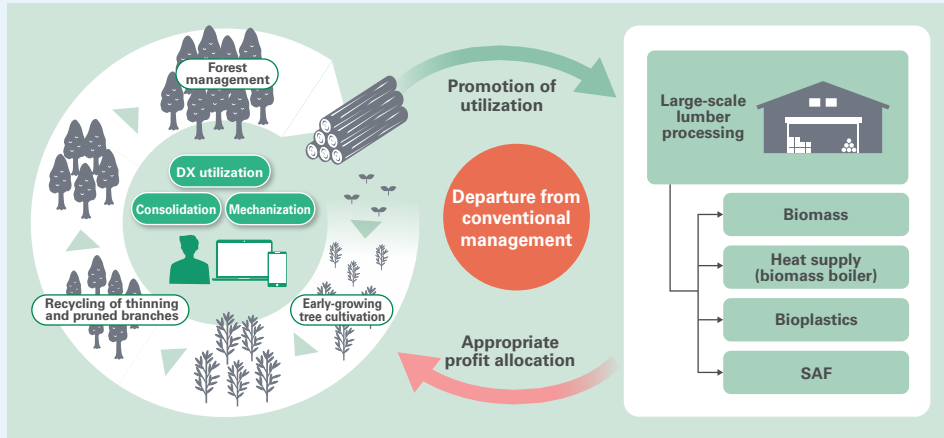 Forest
management
DX utilization
Consolidation
Mechanization
Recycling of thinning
and pruned branches
Early-growing
tree cultivation
Promotion of
utilization
Departure from
conventional
management
Appropriate
profit allocation
Large-scale
lumber
processing
Biomass
Heat supply
(biomass boiler)
Bioplastics
SAF